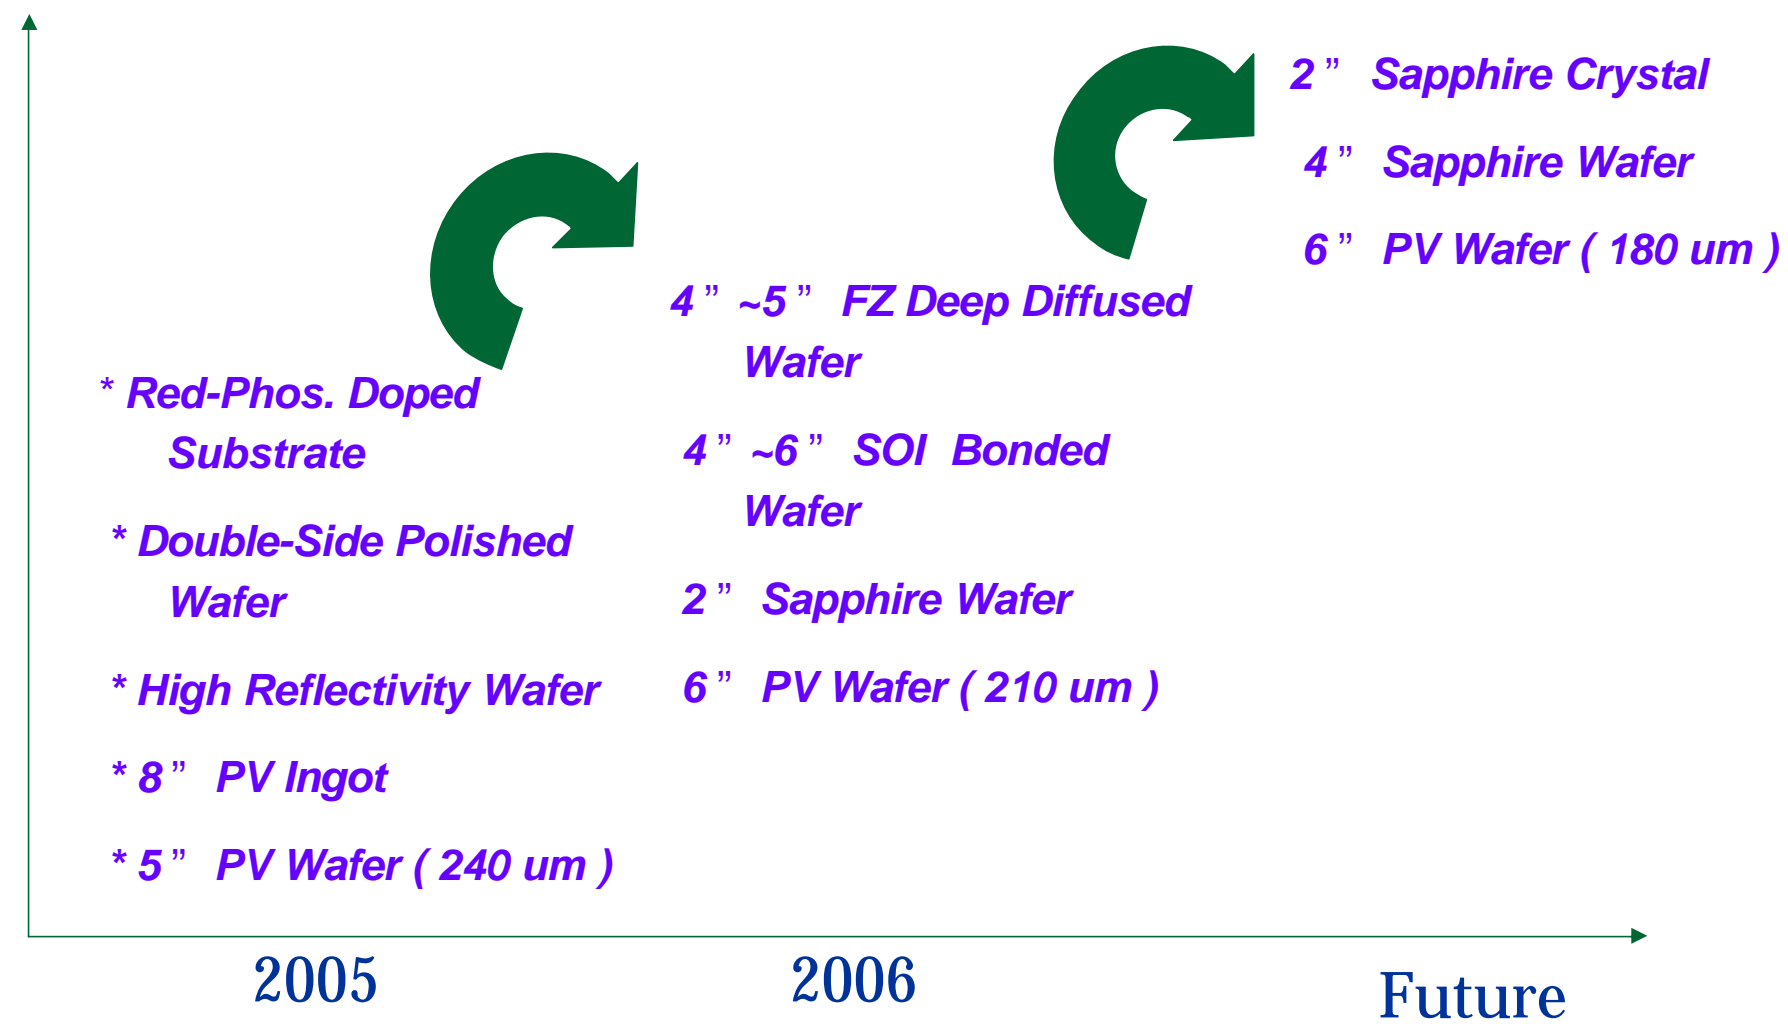 * Red-Phos. Doped
Substrate
* Double-Side Polished
Wafer
* High Reflectivity Wafer
* 8” PV Ingot
* 5” PV Wafer ( 240 um )
4” ~5” FZ Deep Diffused
Wafer
4” ~6” SOI Bonded
Wafer
2” Sapphire Wafer
6” PV Wafer ( 210 um )
2” Sapphire Crystal
4” Sapphire Wafer
6” PV Wafer ( 180 um )
2005
2006
Future